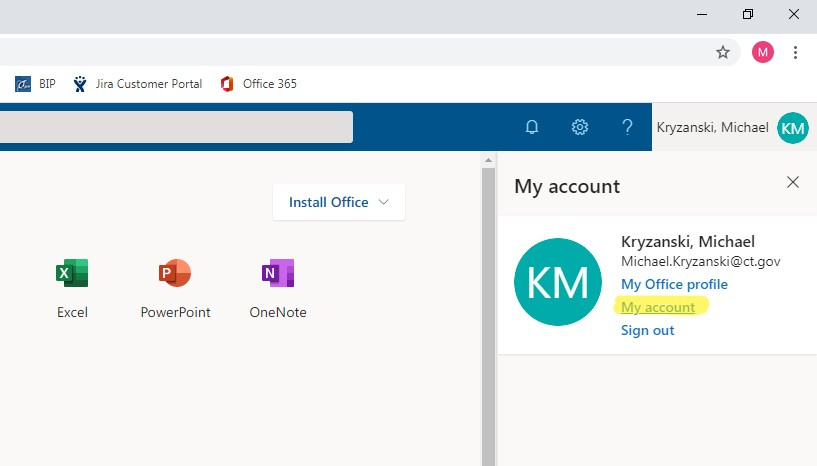 M
BIP
Jira Customer Portal
Office 365
?
Kryzanski, Michael
KM
My account
Install Office
KM
Kryzanski, Michael
Michael.Kryzanski@ct.gov
My Office profile
My account
Sign out
X
P
N
Excel
PowerPoint
OneNote